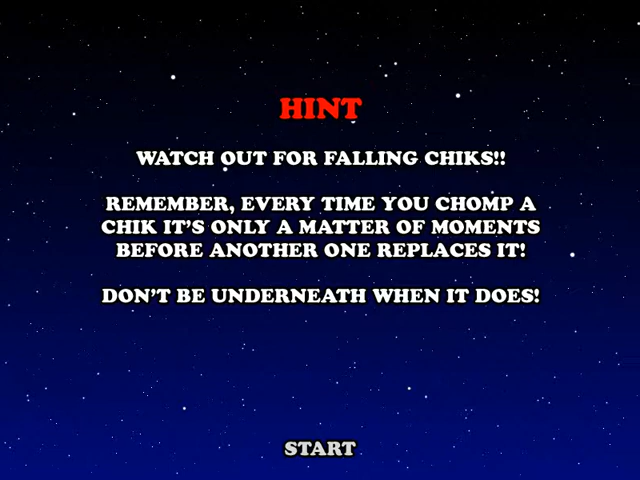 HINT
WATCH OUT FOR FALLING CHIKS!!
REMEMBER, EVERY TIME YOU CHOMP A
CHIK IT'S ONLY A MATTER OF MOMENTS
BEFORE ANOTHER ONE REPLACES IT!
DON'T BE UNDERNEATH WHEN IT DOES!
START